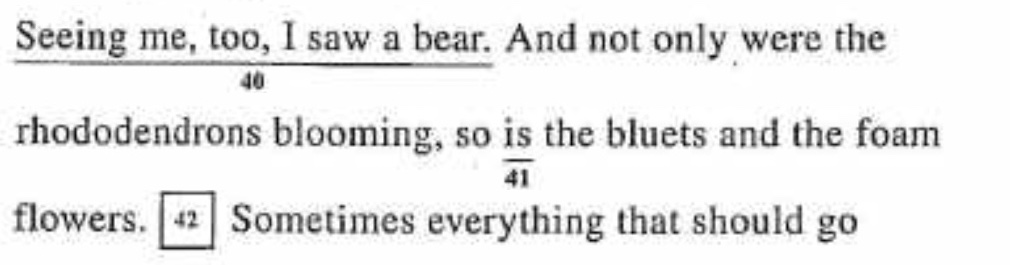 Seeing me, too, I saw a bear. And not only were the
40
rhododendrons blooming, so is the bluets and the foam
41
flowers. 42 Sometimes everything that should go